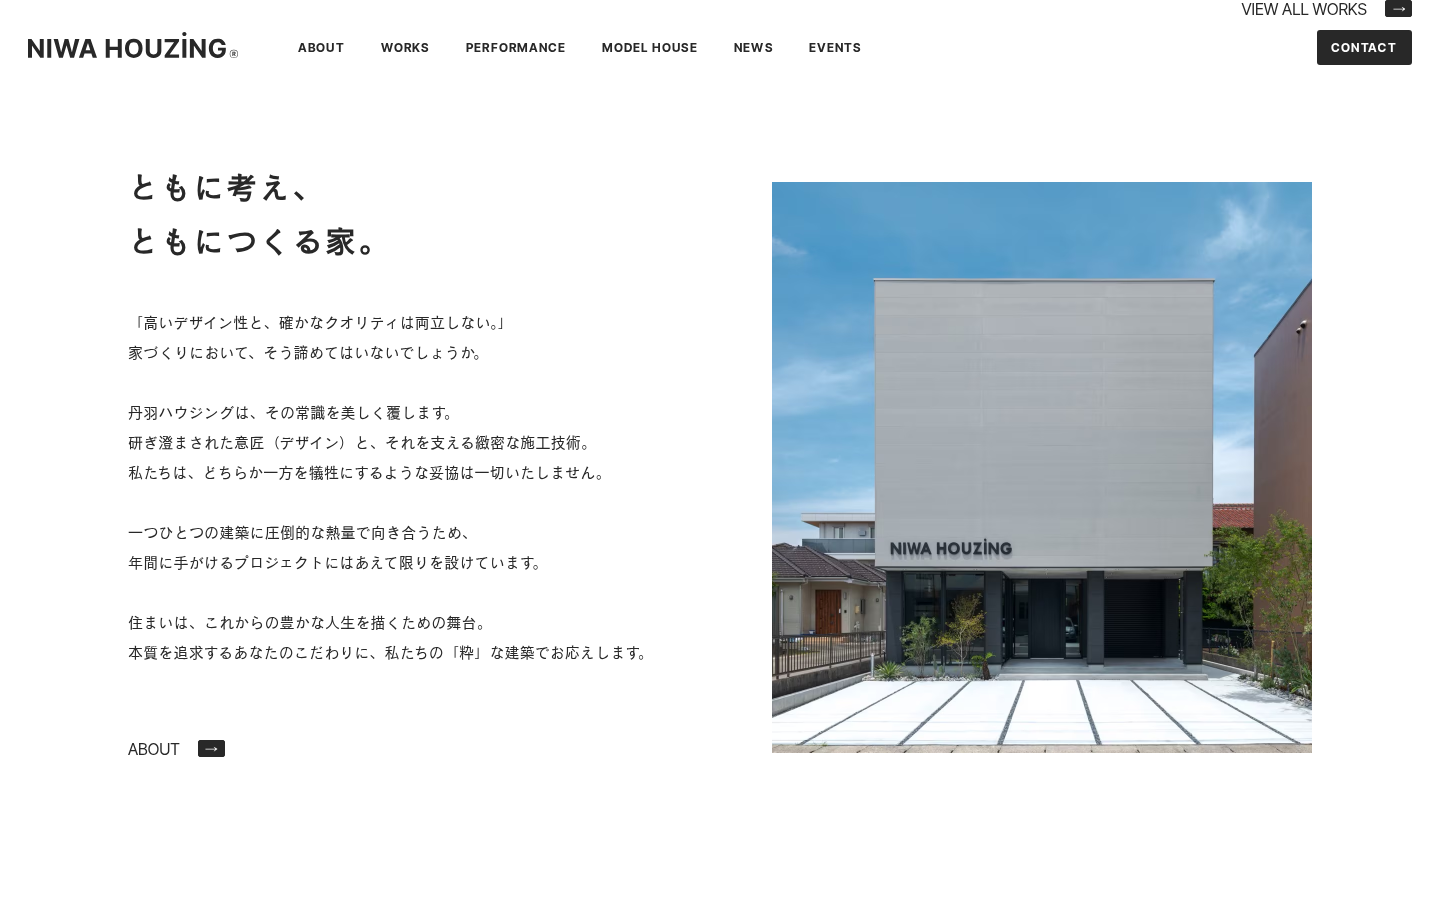 VIEW ALL WORKS →
NIWA HOUZiNG®
ABOUT
WORKS
PERFORMANCE
MODEL HOUSE
NEWS
EVENTS
CONTACT
ともに考え、
ともにつくる家。
「高いデザイン性と、確かなクオリティは両立しない。」
家づくりにおいて、そう諦めてはいないでしょうか。
丹羽ハウジングは、その常識を美しく覆します。
研ぎ澄まされた意匠（デザイン）と、それを支える緻密な施工技術。
私たちは、どちらか一方を犠牲にするような妥協は一切いたしません。
一つひとつの建築に圧倒的な熱量で向き合うため、
年間に手がけるプロジェクトにはあえて限りを設けています。
住まいは、これからの豊かな人生を描くための舞台。
本質を追求するあなたのこだわりに、私たちの「粋」な建築でお応えします。
ABOUT →
NIWA HOUZiNG